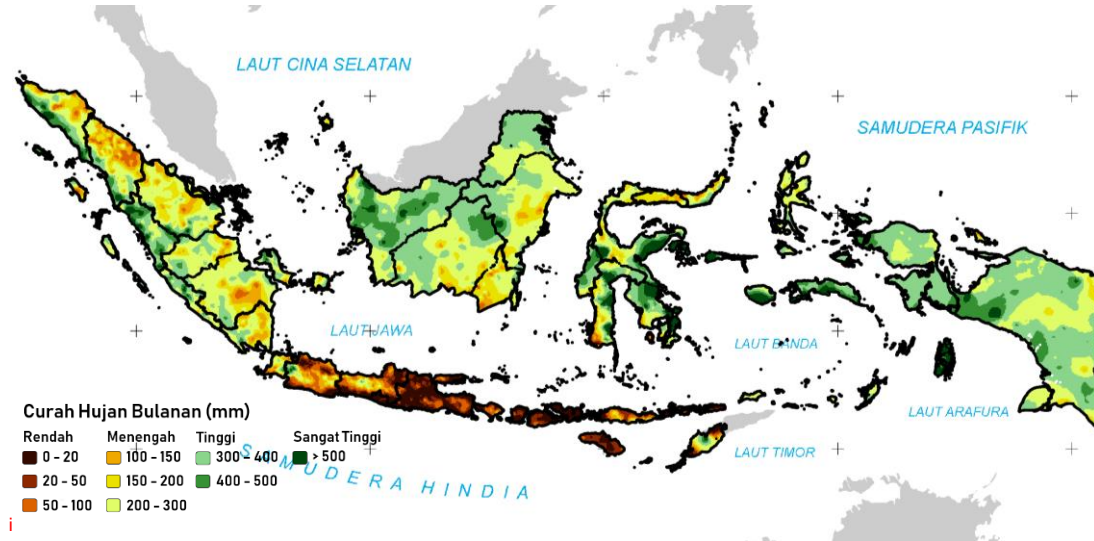 LAUT CINA SELATAN
SAMUDERA PASIFIK
LAUT JAWA
LAUT BANDA
LAUT ARAFURA
LAUT TIMOR
SAMUDERA HINDIA
Curah Hujan Bulanan (mm)
Rendah Menengah Tinggi Sangat Tinggi
0 - 20 100 - 150 300 - 400 > 500
20 - 50 150 - 200 400 - 500
50 - 100 200 - 300
i